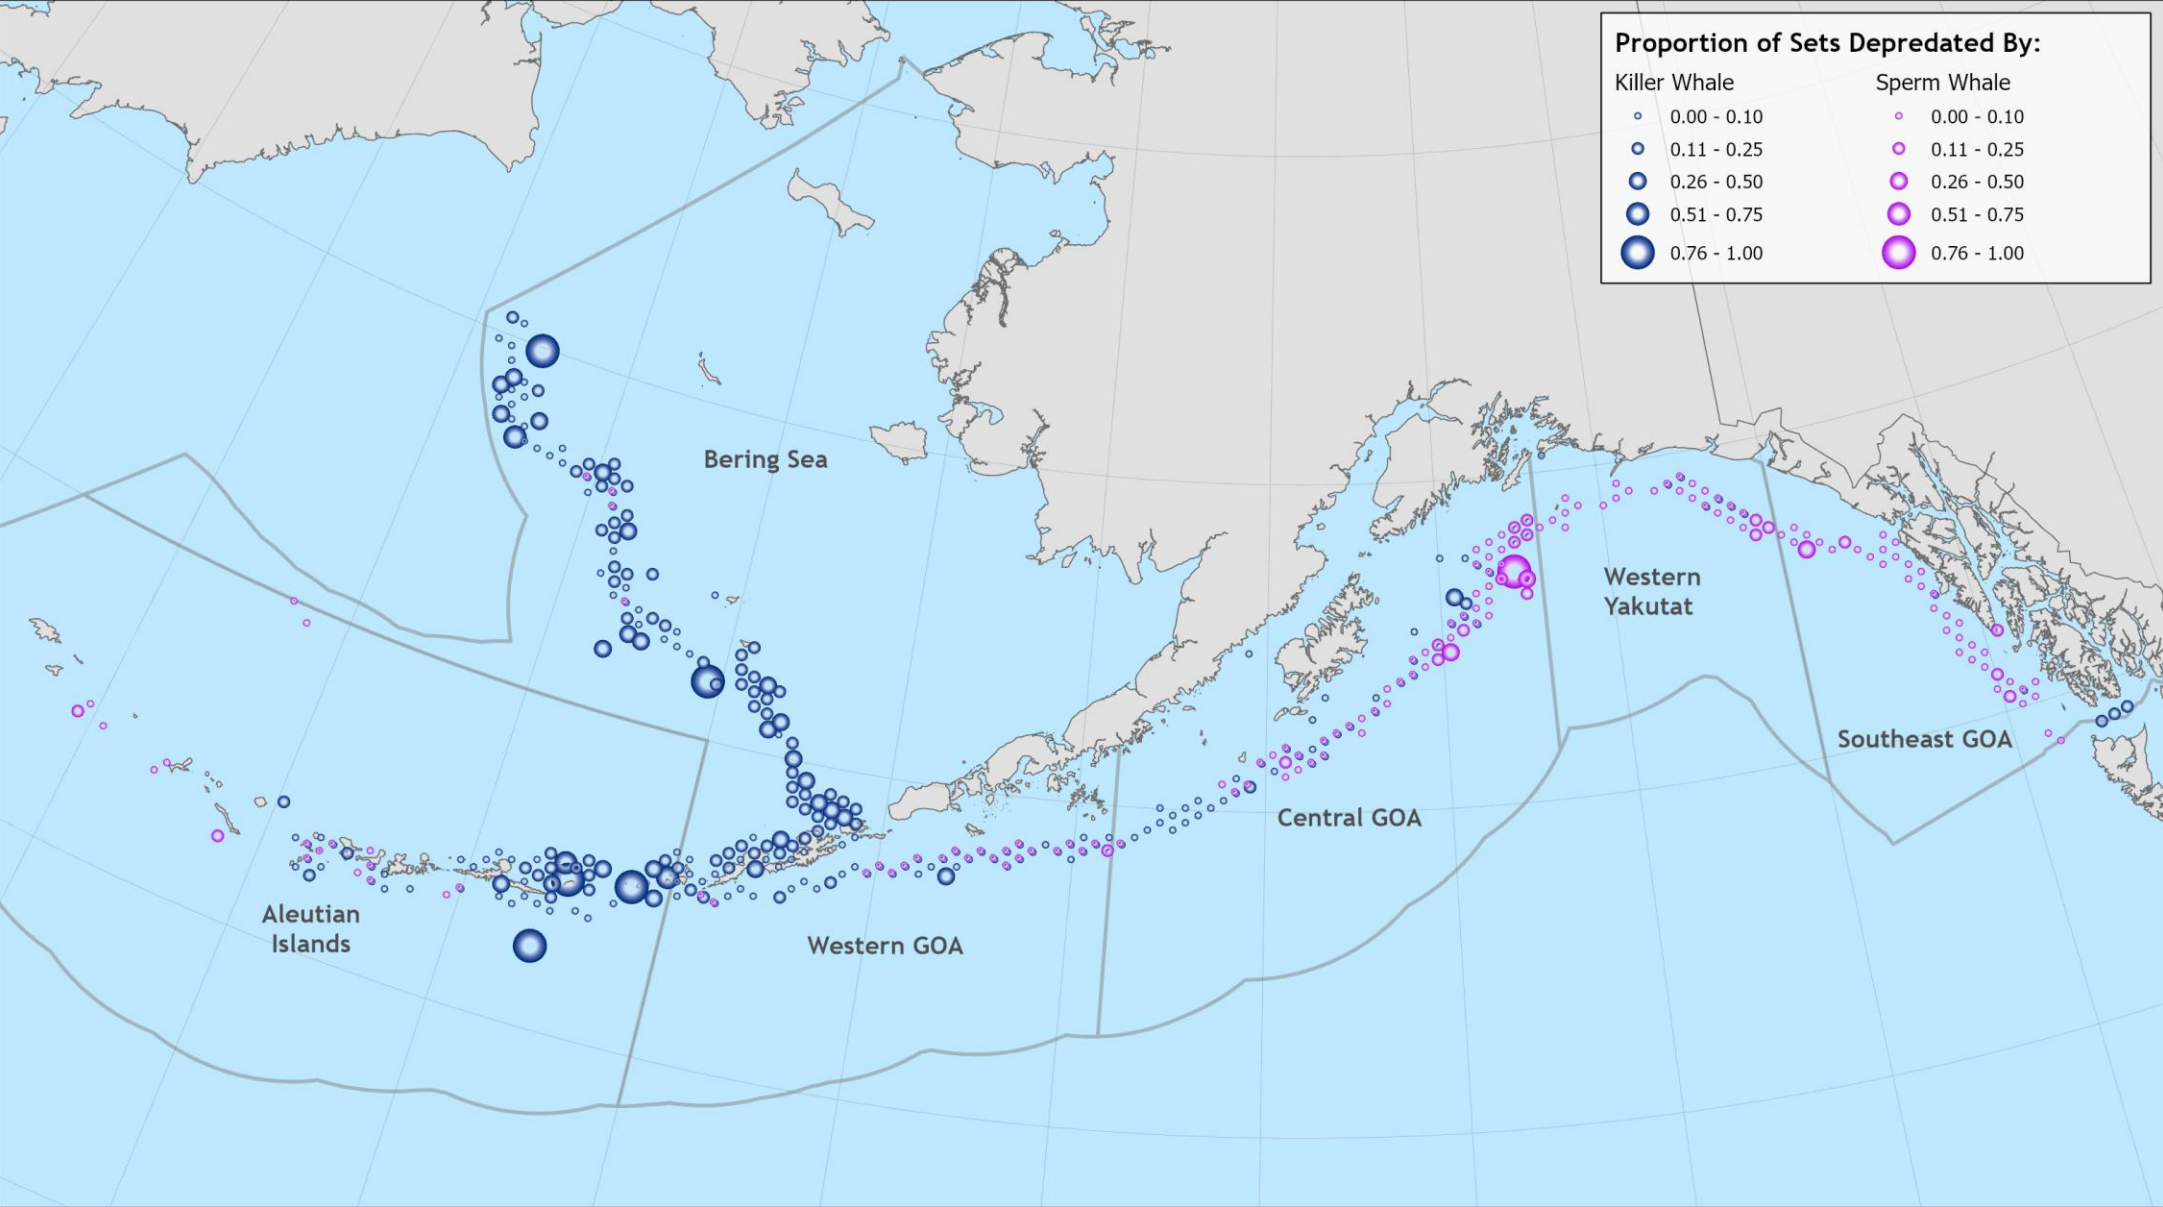 Proportion of Sets Depredated By:
Killer Whale
0.00 - 0.10
0.11 - 0.25
0.26 - 0.50
0.51 - 0.75
0.76 - 1.00
Sperm Whale
0.00 - 0.10
0.11 - 0.25
0.26 - 0.50
0.51 - 0.75
0.76 - 1.00
Bering Sea
Western
Yakutat
Southeast GOA
Central GOA
Aleutian
Islands
Western GOA